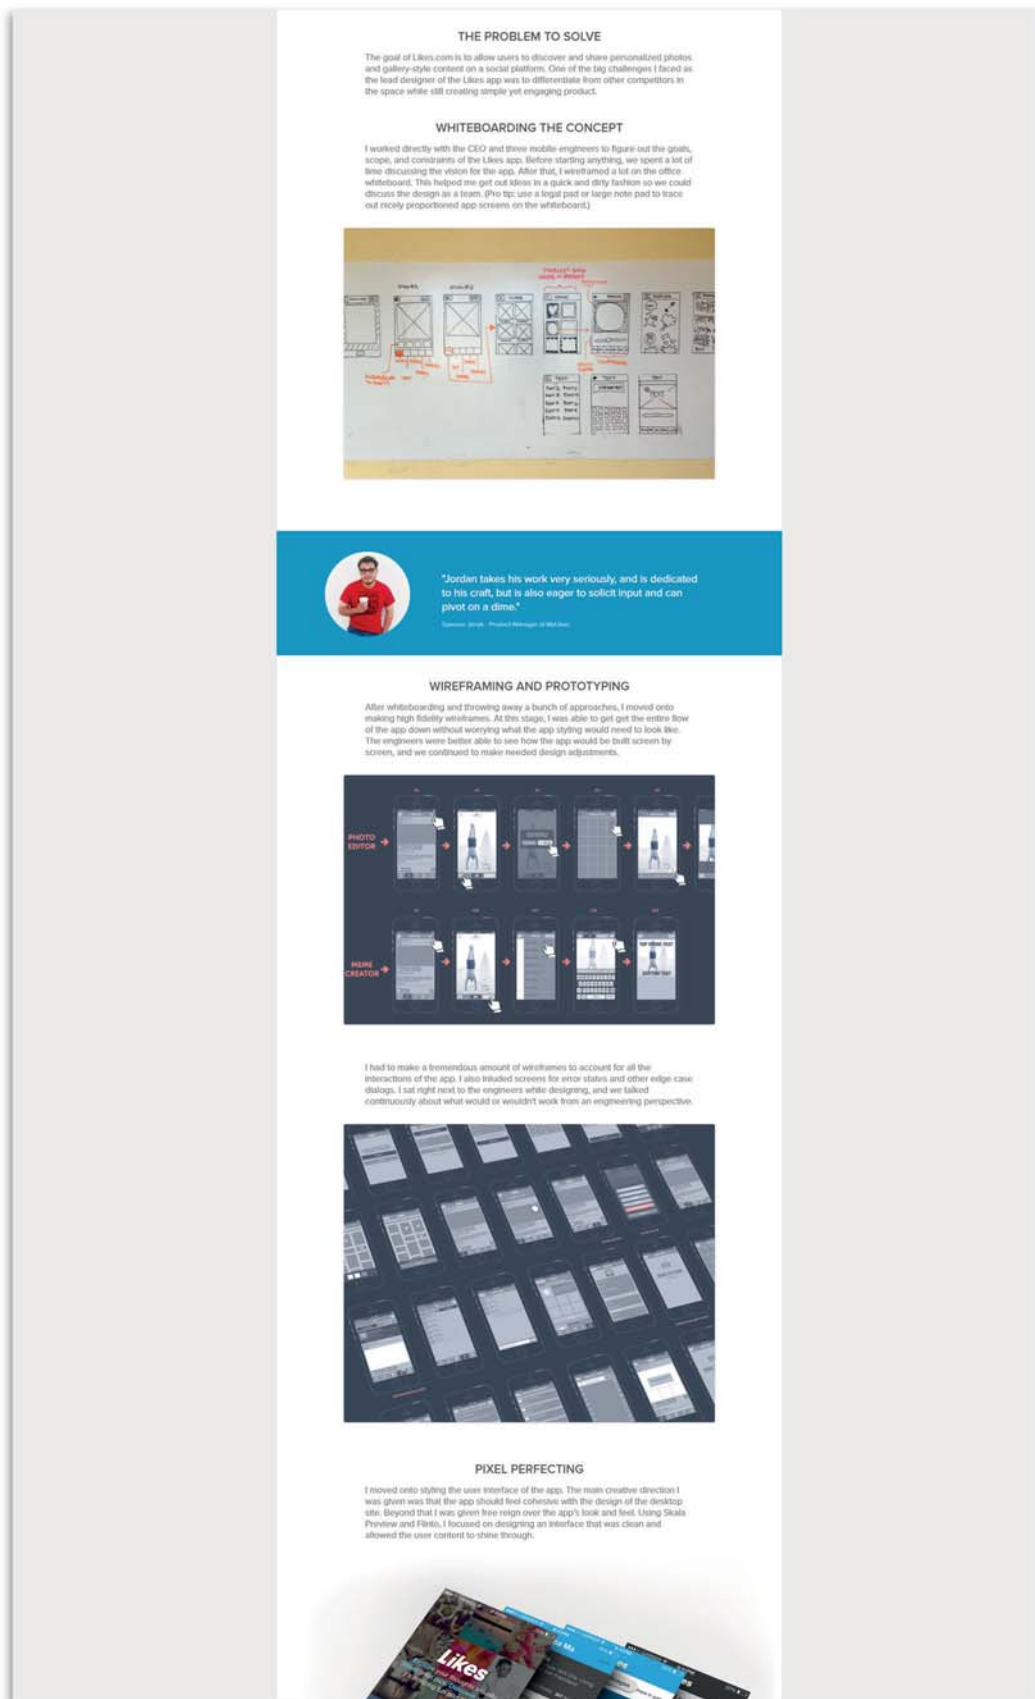 THE PROBLEM TO SOLVE
The goal of Likes.com is to allow users to discover and share personalized photos
and gallery-style content on a social platform. One of the big challenges I faced as
the lead designer of the Likes app was to differentiate from other competitors in
the space while still creating simple yet engaging product.
WHITEBOARDING THE CONCEPT
I worked directly with the CEO and three mobile engineers to figure out the goals,
scope, and constraints of the Likes app. Before starting anything, we spent a lot of
time discussing the vision for the app. After that, I wireframed a lot on the office
whiteboard. This helped me get out ideas in a quick and dirty fashion so we could
discuss the design as a team. (Pro tip: use a legal pad or large note pad to trace
out nicely proportioned app screens on the whiteboard.)
TEXT
TEXT
TEXT
TEXT
"Jordan takes his work very seriously, and is dedicated
to his craft, but is also eager to solicit input and can
pivot on a dime."
Product Manager at MyLikes
WIREFRAMING AND PROTOTYPING
After whiteboarding and throwing away a bunch of approaches, I moved onto
making high fidelity wireframes. At this stage, I was able to get get the entire flow
of the app down without worrying what the app styling would need to look like.
The engineers were better able to see how the app would be built screen by
screen, and we continued to make needed design adjustments.
PHOTO
EDITOR
MEME
CREATOR
I had to make a tremendous amount of wireframes to account for all the
interactions of the app. I also inluded screens for error states and other edge case
dialogs. I sat right next to the engineers while designing, and we talked
continuously about what would or wouldn't work from an engineering perspective.
PIXEL PERFECTING
I moved onto styling the user interface of the app. The main creative direction I
was given was that the app should feel cohesive with the design of the desktop
site. Beyond that I was given free reign over the app's look and feel. Using Skala
Preview and Flinto, I focused on designing an interface that was clean and
allowed the user content to shine through.
Likes